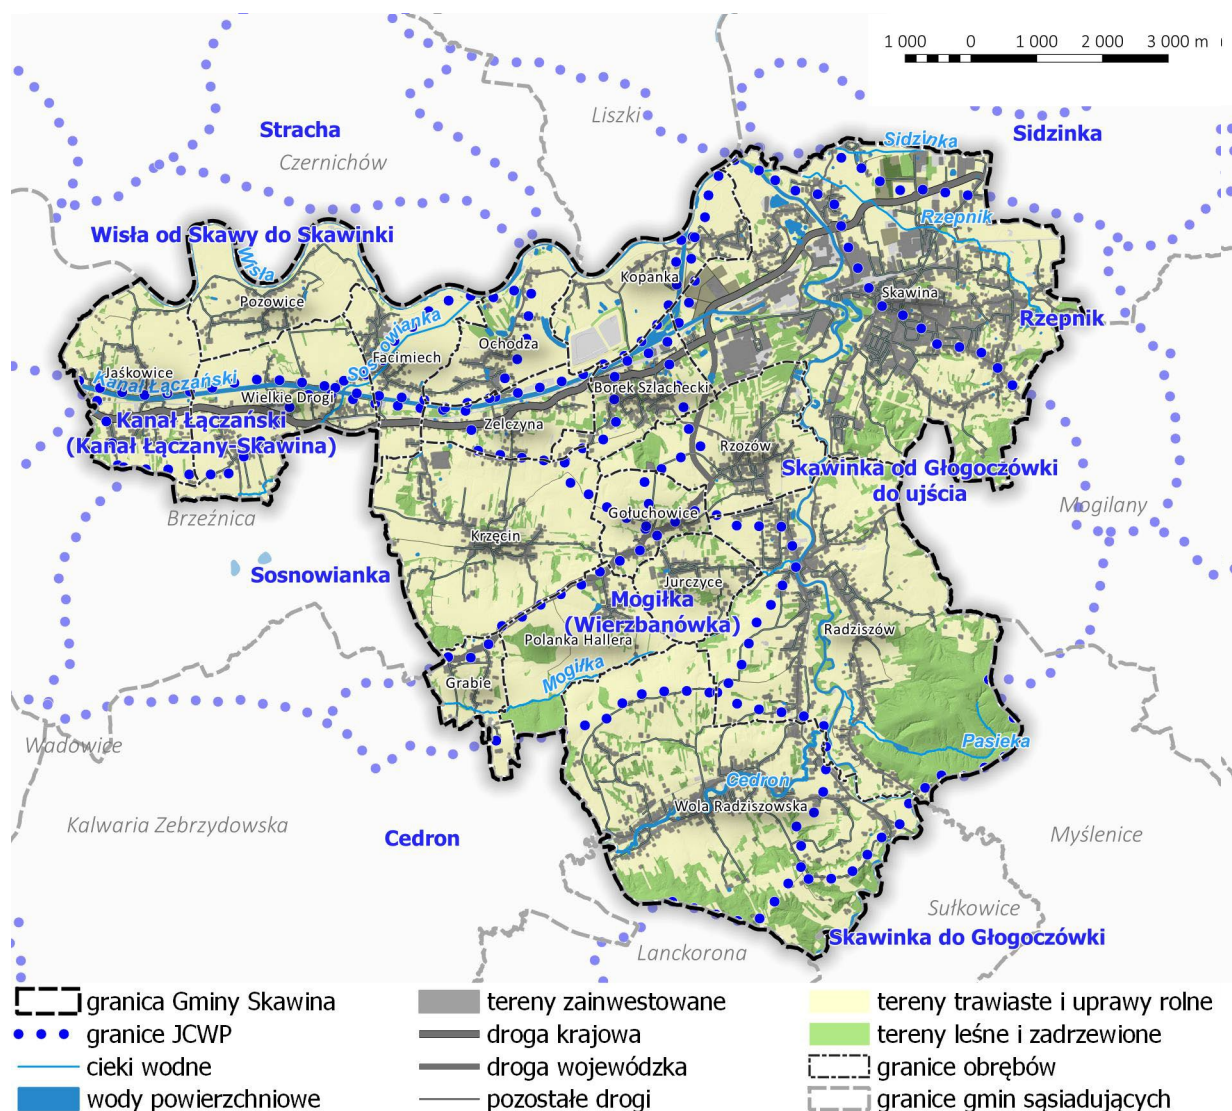 1 000 0 1 000 2 000 3 000 m
Liszki
Stracha
Sidzinka
Sidzinka
Czernichów
Rzepnik
Wisła od Skawy do Skawinki
Wisła
Kopanka
Pozowice
Skawina
Rzepnik
Sosnowianka
Ochodza
Facimiech
Jaśkowice
Kanał Łączański
Borek Szlachecki
Wielkie Drogi
Kanał Łączański
(Kanał Łączany-Skawina)
Zelczyna
Rzozów
Skawinka od Głogoczówki
do ujścia
Mogilany
Brzeźnica
Gołuchowice
Krzęcin
Sosnowianka
Jurczyce
Mogiłka
(Wierzbanówka)
Radziszów
Polanka Hallera
Mogiłka
Grabie
Wadowice
Pasieka
Cedron
Wola Radziszowska
Kalwaria Zebrzydowska
Cedron
Myślenice
Sułkowice
Skawinka do Głogoczówki
Lanckorona
granica Gminy Skawina
granice JCWP
cieki wodne
wody powierzchniowe
tereny zainwestowane
droga krajowa
droga wojewódzka
pozostałe drogi
tereny trawiaste i uprawy rolne
tereny leśne i zadrzewione
granice obrębów
granice gmin sąsiadujących